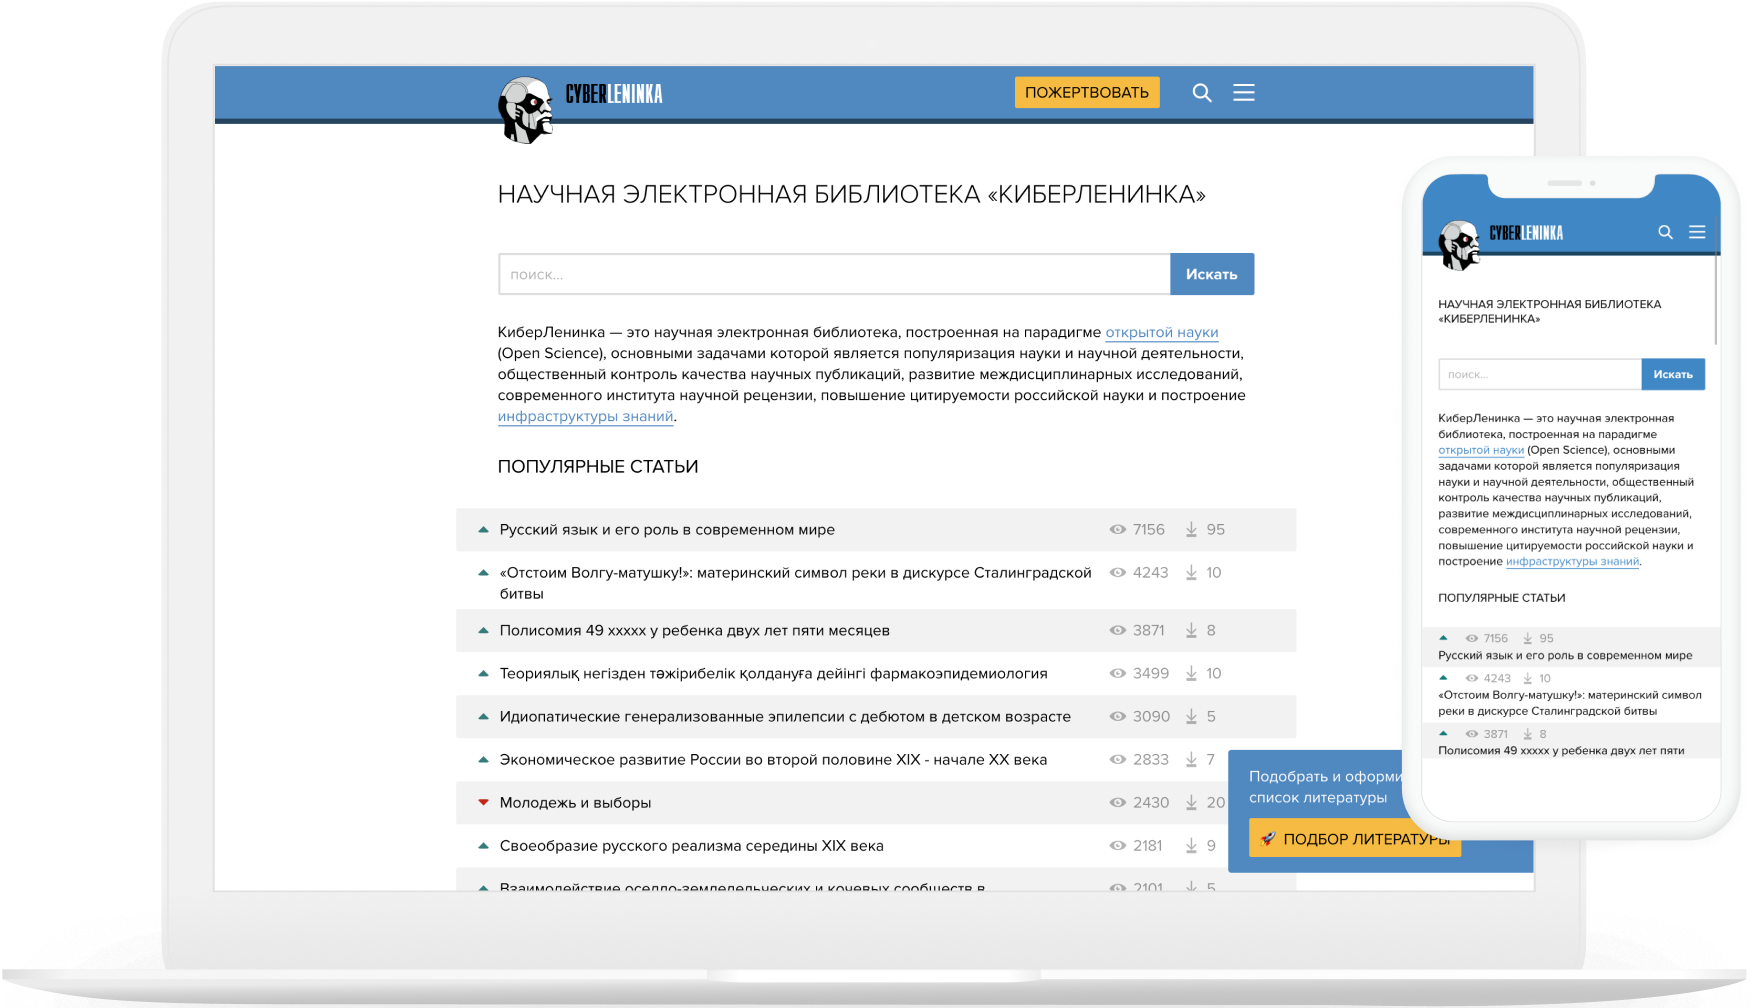 CYBERLENINKA
ПОЖЕРТВОВАТЬ
НАУЧНАЯ ЭЛЕКТРОННАЯ БИБЛИОТЕКА «КИБЕРЛЕНИНКА»
поиск...
Искать
КиберЛенинка — это научная электронная библиотека, построенная на парадигме открытой науки
(Open Science), основными задачами которой является популяризация науки и научной деятельности,
общественный контроль качества научных публикаций, развитие междисциплинарных исследований,
современного института научной рецензии, повышение цитируемости российской науки и построение
инфраструктуры знаний.
ПОПУЛЯРНЫЕ СТАТЬИ
Русский язык и его роль в современном мире 7156 95
«Отстоим Волгу-матушку!»: материнский символ реки в дискурсе Сталинградской 4243 10
битвы
Полисомия 49 xxxxx у ребенка двух лет пяти месяцев 3871 8
Теориялық негізден тәжірибелік қолдануға дейінгі фармакоэпидемиология 3499 10
Идиопатические генерализованные эпилепсии с дебютом в детском возрасте 3090 5
Экономическое развитие России во второй половине XIX - начале XX века 2833 7
Молодежь и выборы 2430 20
Своеобразие русского реализма середины XIX века 2181 9
Взаимодействие оседло-земледельческих и кочевых сообществ в 2101 5
Подобрать и оформи
список литературы
ПОДБОР ЛИТЕРАТУРЫ
CYBERLENINKA
НАУЧНАЯ ЭЛЕКТРОННАЯ БИБЛИОТЕКА
«КИБЕРЛЕНИНКА»
поиск...
Искать
КиберЛенинка — это научная электронная
библиотека, построенная на парадигме
открытой науки (Open Science), основными
задачами которой является популяризация
науки и научной деятельности, общественный
контроль качества научных публикаций,
развитие междисциплинарных исследований,
современного института научной рецензии,
повышение цитируемости российской науки и
построение инфраструктуры знаний.
ПОПУЛЯРНЫЕ СТАТЬИ
7156 95
Русский язык и его роль в современном мире
4243 10
«Отстоим Волгу-матушку!»: материнский символ
реки в дискурсе Сталинградской битвы
3871 8
Полисомия 49 xxxxx у ребенка двух лет пяти